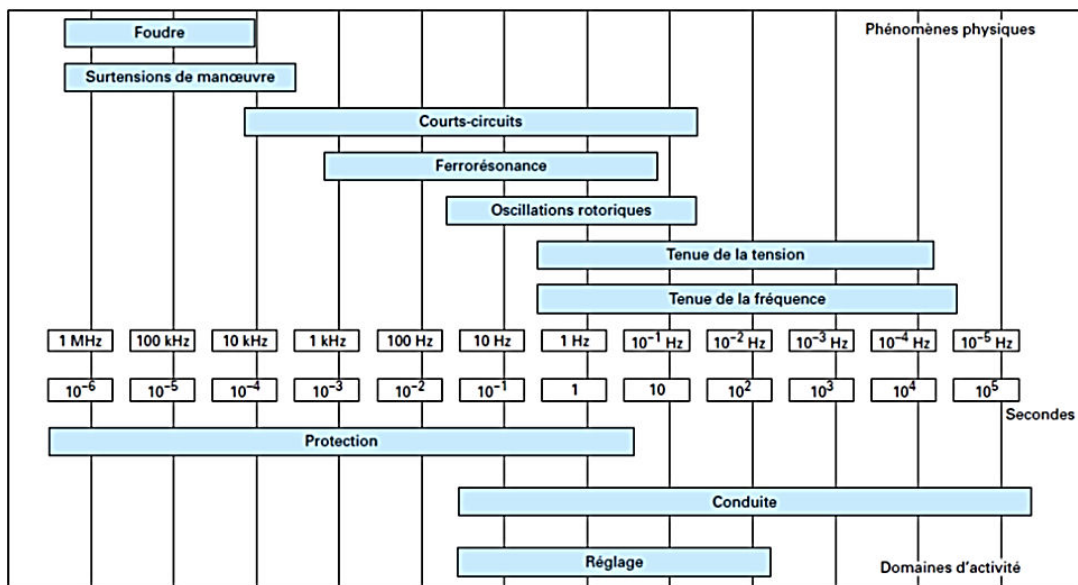 Foudre
Phénomènes physiques
Surtensions de manœuvre
Courts-circuits
Ferrorésonance
Oscillations rotoriques
Tenue de la tension
Tenue de la fréquence
1 MHz 100 kHz 10 kHz 1 kHz 100 Hz 10 Hz 1 Hz 10⁻¹ Hz 10⁻² Hz 10⁻³ Hz 10⁻⁴ Hz 10⁻⁵ Hz
10⁻⁶ 10⁻⁵ 10⁻⁴ 10⁻³ 10⁻² 10⁻¹ 1 10 10² 10³ 10⁴ 10⁵
Secondes
Protection
Conduite
Réglage
Domaines d'activité